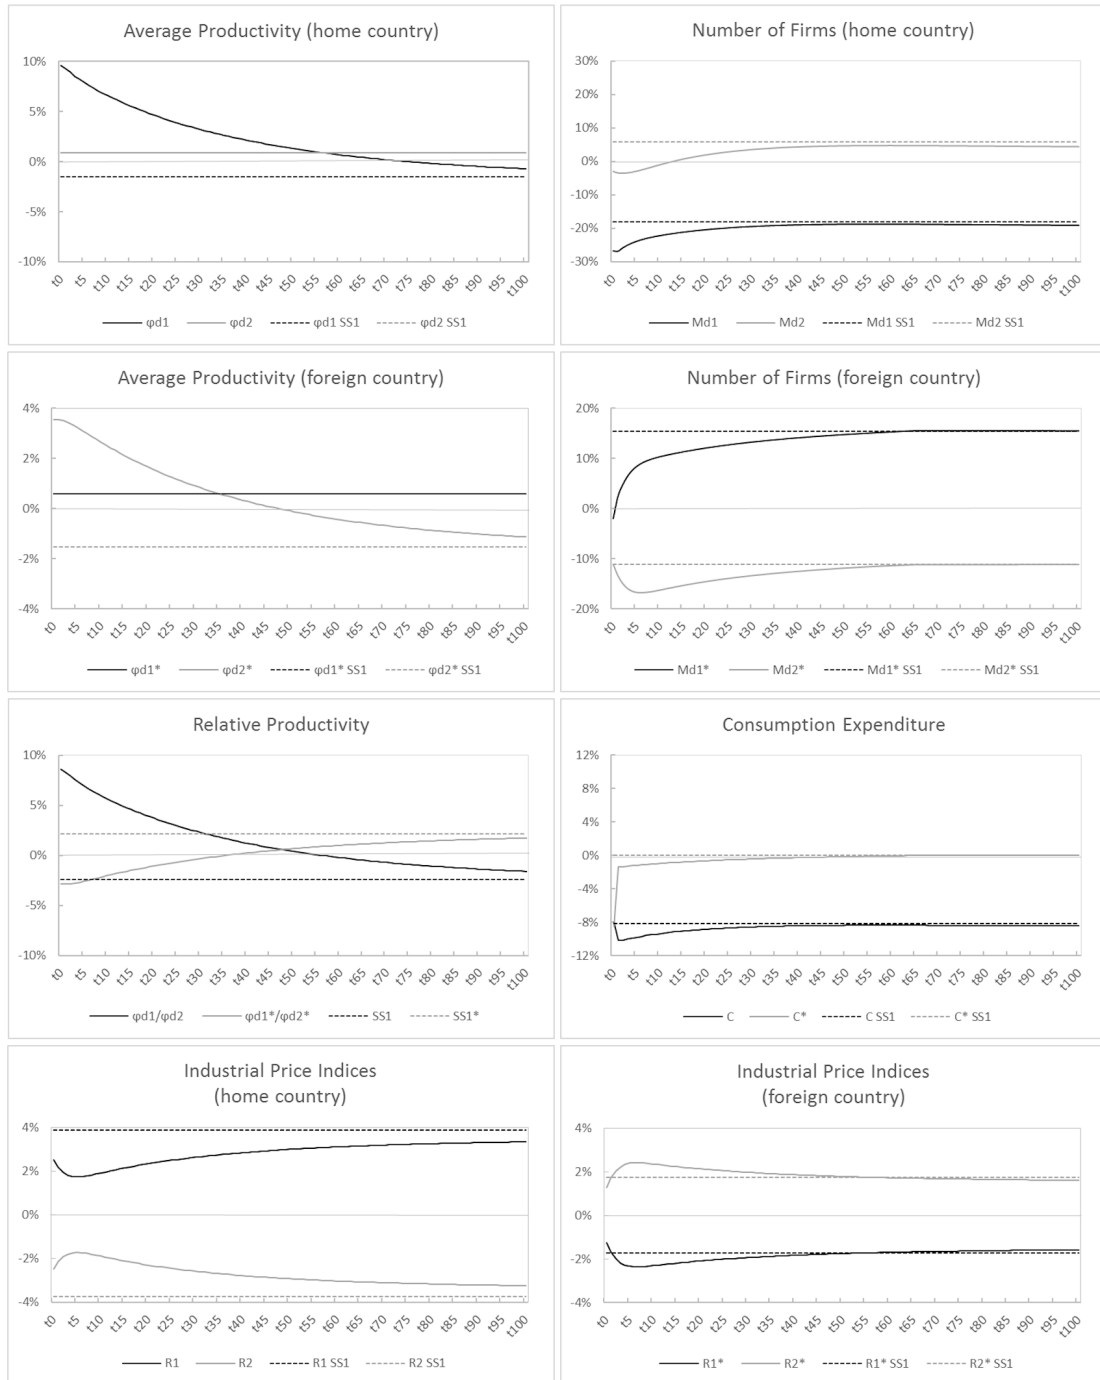 Average Productivity (home country)
10%
5%
0%
-5%
-10%
t0 t5 t10 t15 t20 t25 t30 t35 t40 t45 t50 t55 t60 t65 t70 t75 t80 t85 t90 t95 t100
φd1 φd2 φd1 SS1 φd2 SS1
Number of Firms (home country)
30%
20%
10%
0%
-10%
-20%
-30%
t0 t5 t10 t15 t20 t25 t30 t35 t40 t45 t50 t55 t60 t65 t70 t75 t80 t85 t90 t95 t100
Md1 Md2 Md1 SS1 Md2 SS1
Average Productivity (foreign country)
4%
2%
0%
-2%
-4%
t0 t5 t10 t15 t20 t25 t30 t35 t40 t45 t50 t55 t60 t65 t70 t75 t80 t85 t90 t95 t100
φd1* φd2* φd1* SS1 φd2* SS1
Number of Firms (foreign country)
20%
10%
0%
-10%
-20%
t0 t5 t10 t15 t20 t25 t30 t35 t40 t45 t50 t55 t60 t65 t70 t75 t80 t85 t90 t95 t100
Md1* Md2* Md1* SS1 Md2* SS1
Relative Productivity
10%
5%
0%
-5%
-10%
t0 t5 t10 t15 t20 t25 t30 t35 t40 t45 t50 t55 t60 t65 t70 t75 t80 t85 t90 t95 t100
φd1/φd2 φd1*/φd2* SS1 SS1*
Consumption Expenditure
12%
8%
4%
0%
-4%
-8%
-12%
t0 t5 t10 t15 t20 t25 t30 t35 t40 t45 t50 t55 t60 t65 t70 t75 t80 t85 t90 t95 t100
C C* C SS1 C* SS1
Industrial Price Indices
(home country)
4%
2%
0%
-2%
-4%
t0 t5 t10 t15 t20 t25 t30 t35 t40 t45 t50 t55 t60 t65 t70 t75 t80 t85 t90 t95 t100
R1 R2 R1 SS1 R2 SS1
Industrial Price Indices
(foreign country)
4%
2%
0%
-2%
-4%
t0 t5 t10 t15 t20 t25 t30 t35 t40 t45 t50 t55 t60 t65 t70 t75 t80 t85 t90 t95 t100
R1* R2* R1* SS1 R2* SS1